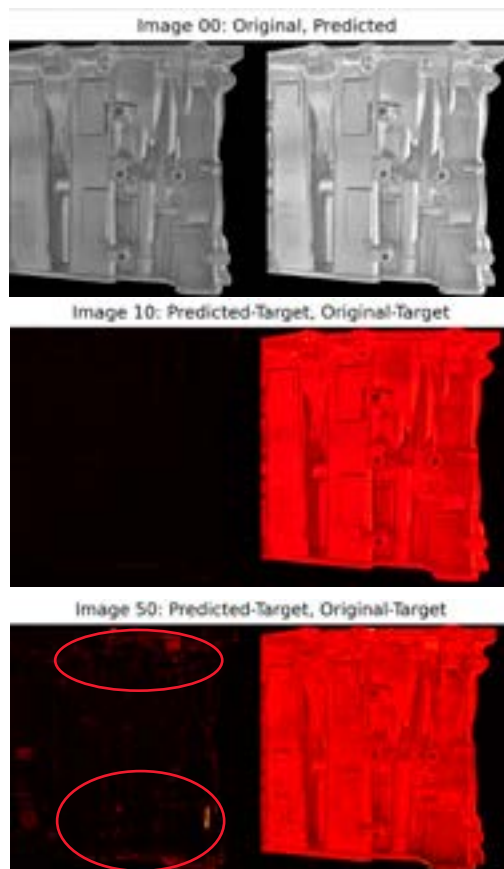 Image 00: Original, Predicted
Image 10: Predicted-Target, Original-Target
Image 50: Predicted-Target, Original-Target